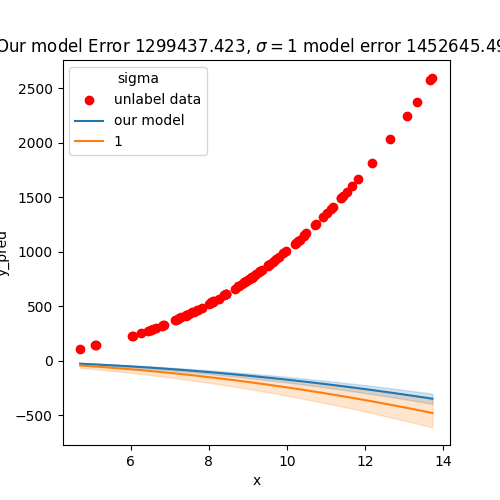 Our model Error 1299437.423, σ = 1 model error 1452645.49
sigma
unlabel data
our model
1
2500
2000
1500
1000
500
0
−500
y_pred
6 8 10 12 14
x